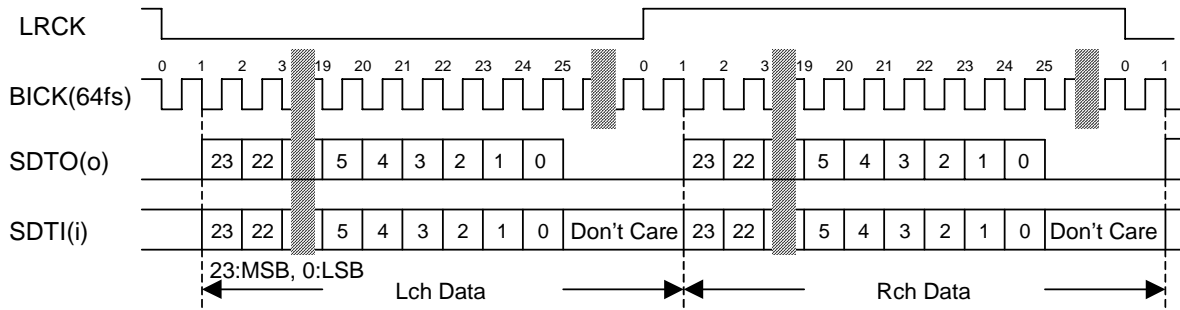 LRCK
0 1 2 3 19 20 21 22 23 24 25 0 1 2 3 19 20 21 22 23 24 25 0 1
BICK(64fs)
SDTO(o) 23 22 5 4 3 2 1 0 23 22 5 4 3 2 1 0
SDTI(i) 23 22 5 4 3 2 1 0 Don't Care 23 22 5 4 3 2 1 0 Don't Care
23:MSB, 0:LSB
Lch Data Rch Data